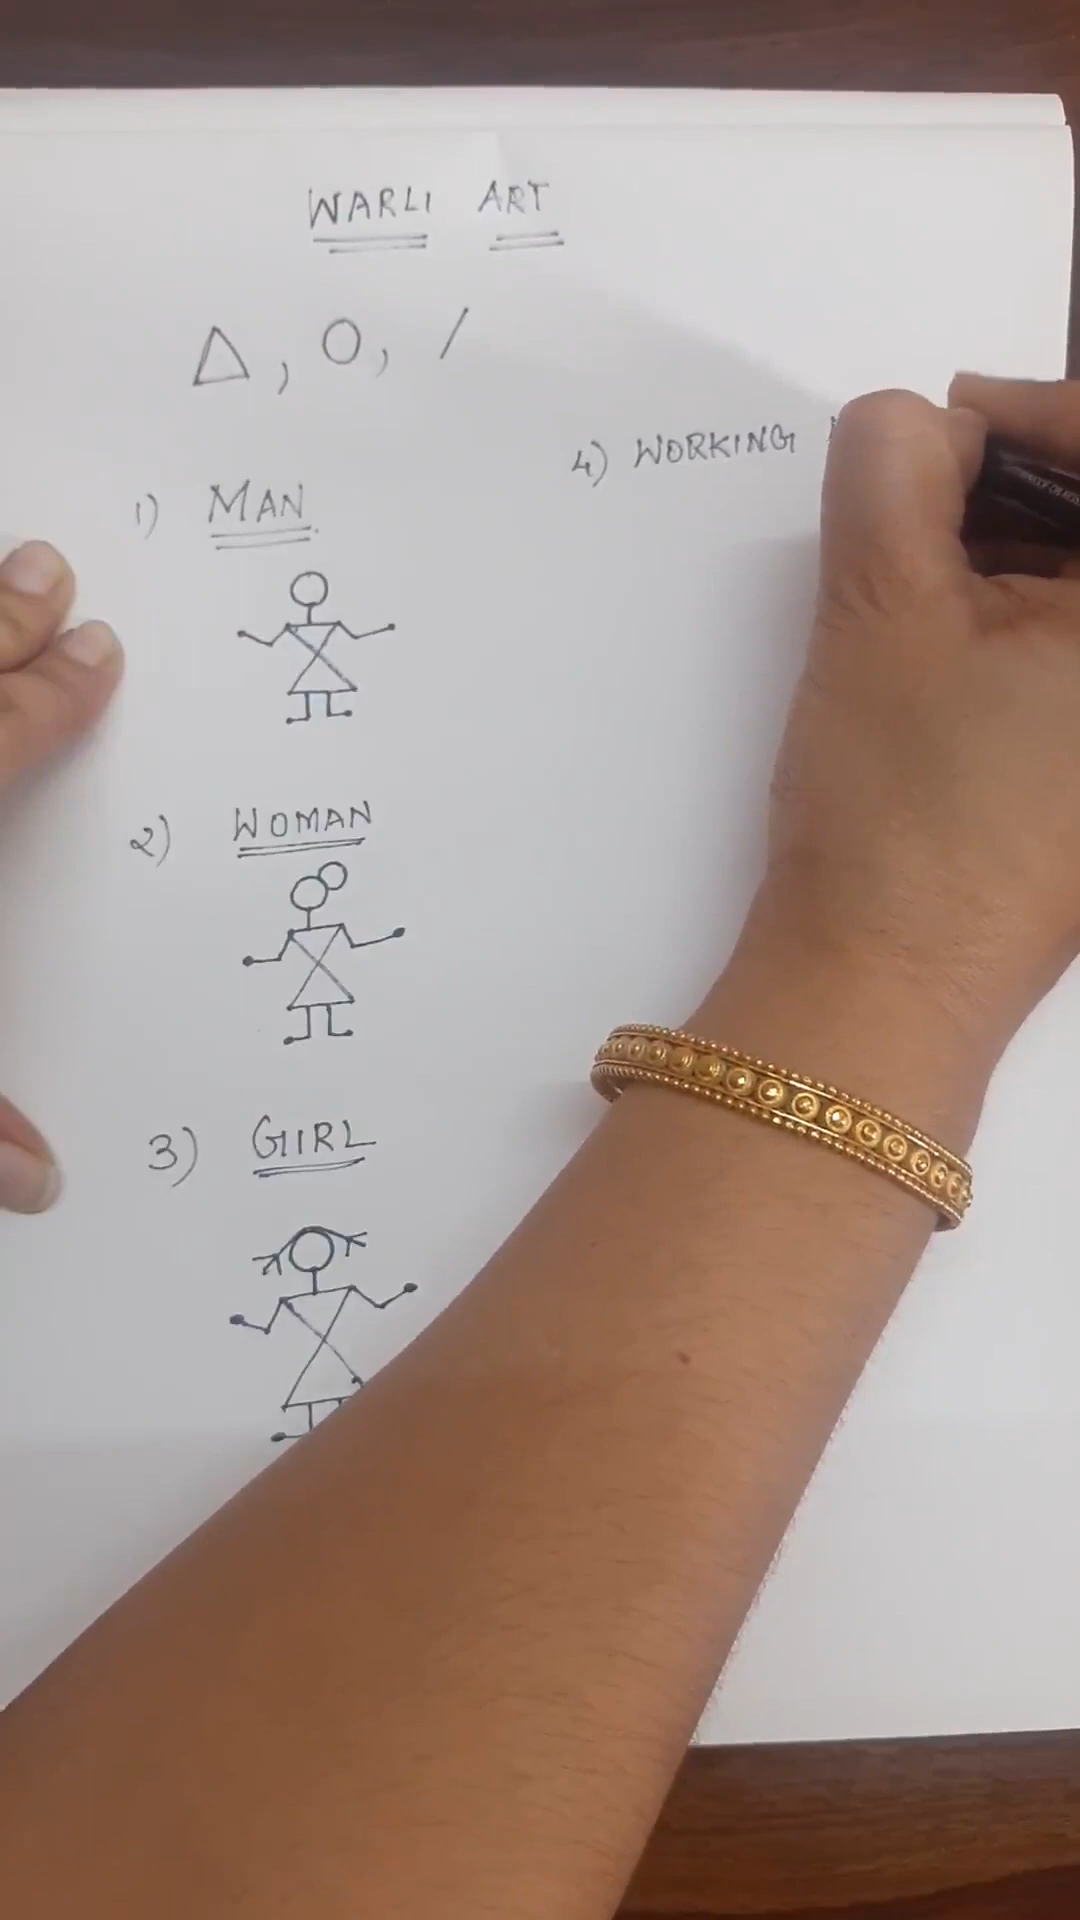 WARLI ART
△, O, /
1) MAN
2) WOMAN
3) GIRL
4) WORKING